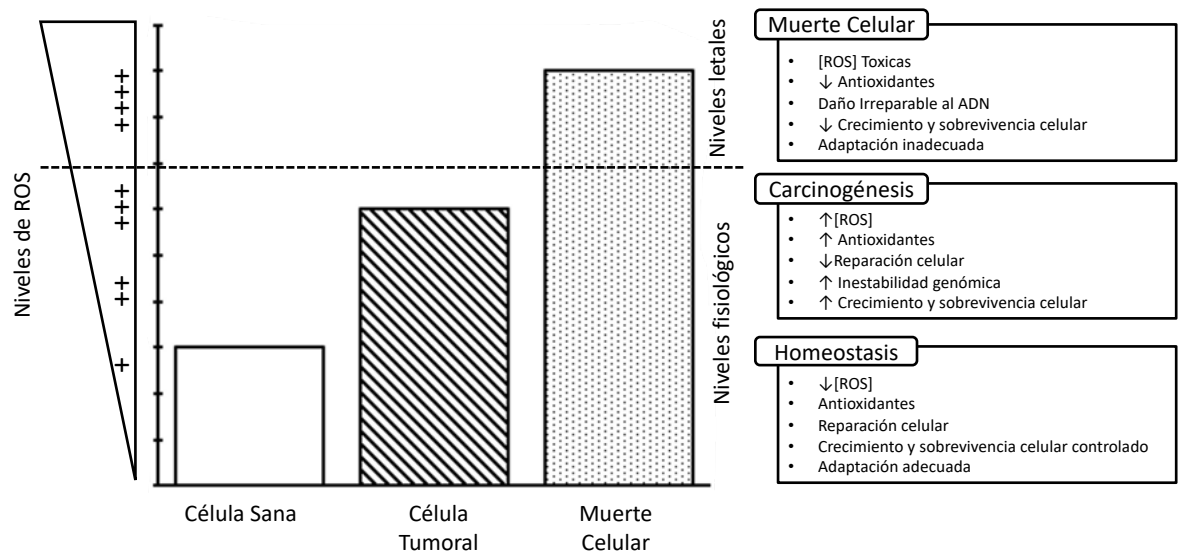 Niveles de ROS
++++
+++
++
+
Célula Sana
Célula
Tumoral
Muerte
Celular
Niveles letales
Niveles fisiológicos
Muerte Celular
• [ROS] Toxicas
• ↓ Antioxidantes
• Daño Irreparable al ADN
• ↓ Crecimiento y sobrevivencia celular
• Adaptación inadecuada
Carcinogénesis
• ↑[ROS]
• ↑ Antioxidantes
• ↓Reparación celular
• ↑ Inestabilidad genómica
• ↑ Crecimiento y sobrevivencia celular
Homeostasis
• ↓[ROS]
• Antioxidantes
• Reparación celular
• Crecimiento y sobrevivencia celular controlado
• Adaptación adecuada